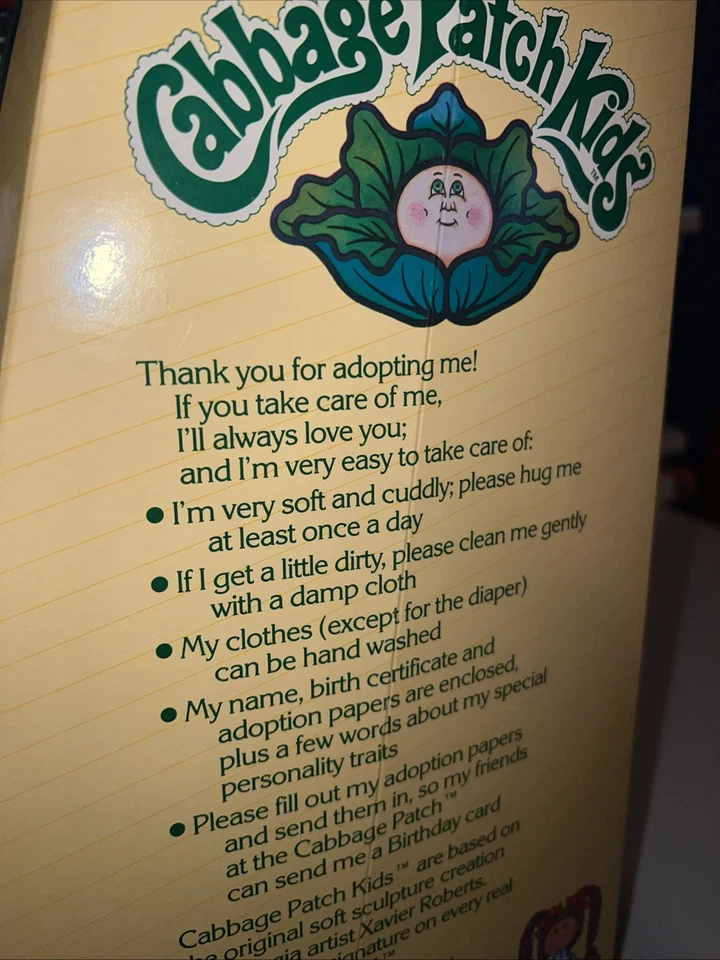 Cabbage Patch Kids™
Thank you for adopting me!
If you take care of me,
I'll always love you;
and I'm very easy to take care of:
● I'm very soft and cuddly; please hug me
at least once a day
● If I get a little dirty, please clean me gently
with a damp cloth
● My clothes (except for the diaper)
can be hand washed
● My name, birth certificate and
adoption papers are enclosed,
plus a few words about my special
personality traits
● Please fill out my adoption papers
and send them in, so my friends
at the Cabbage Patch™
can send me a Birthday card
Cabbage Patch Kids™ are based on
original soft sculpture creation
artist Xavier Roberts.
on every real